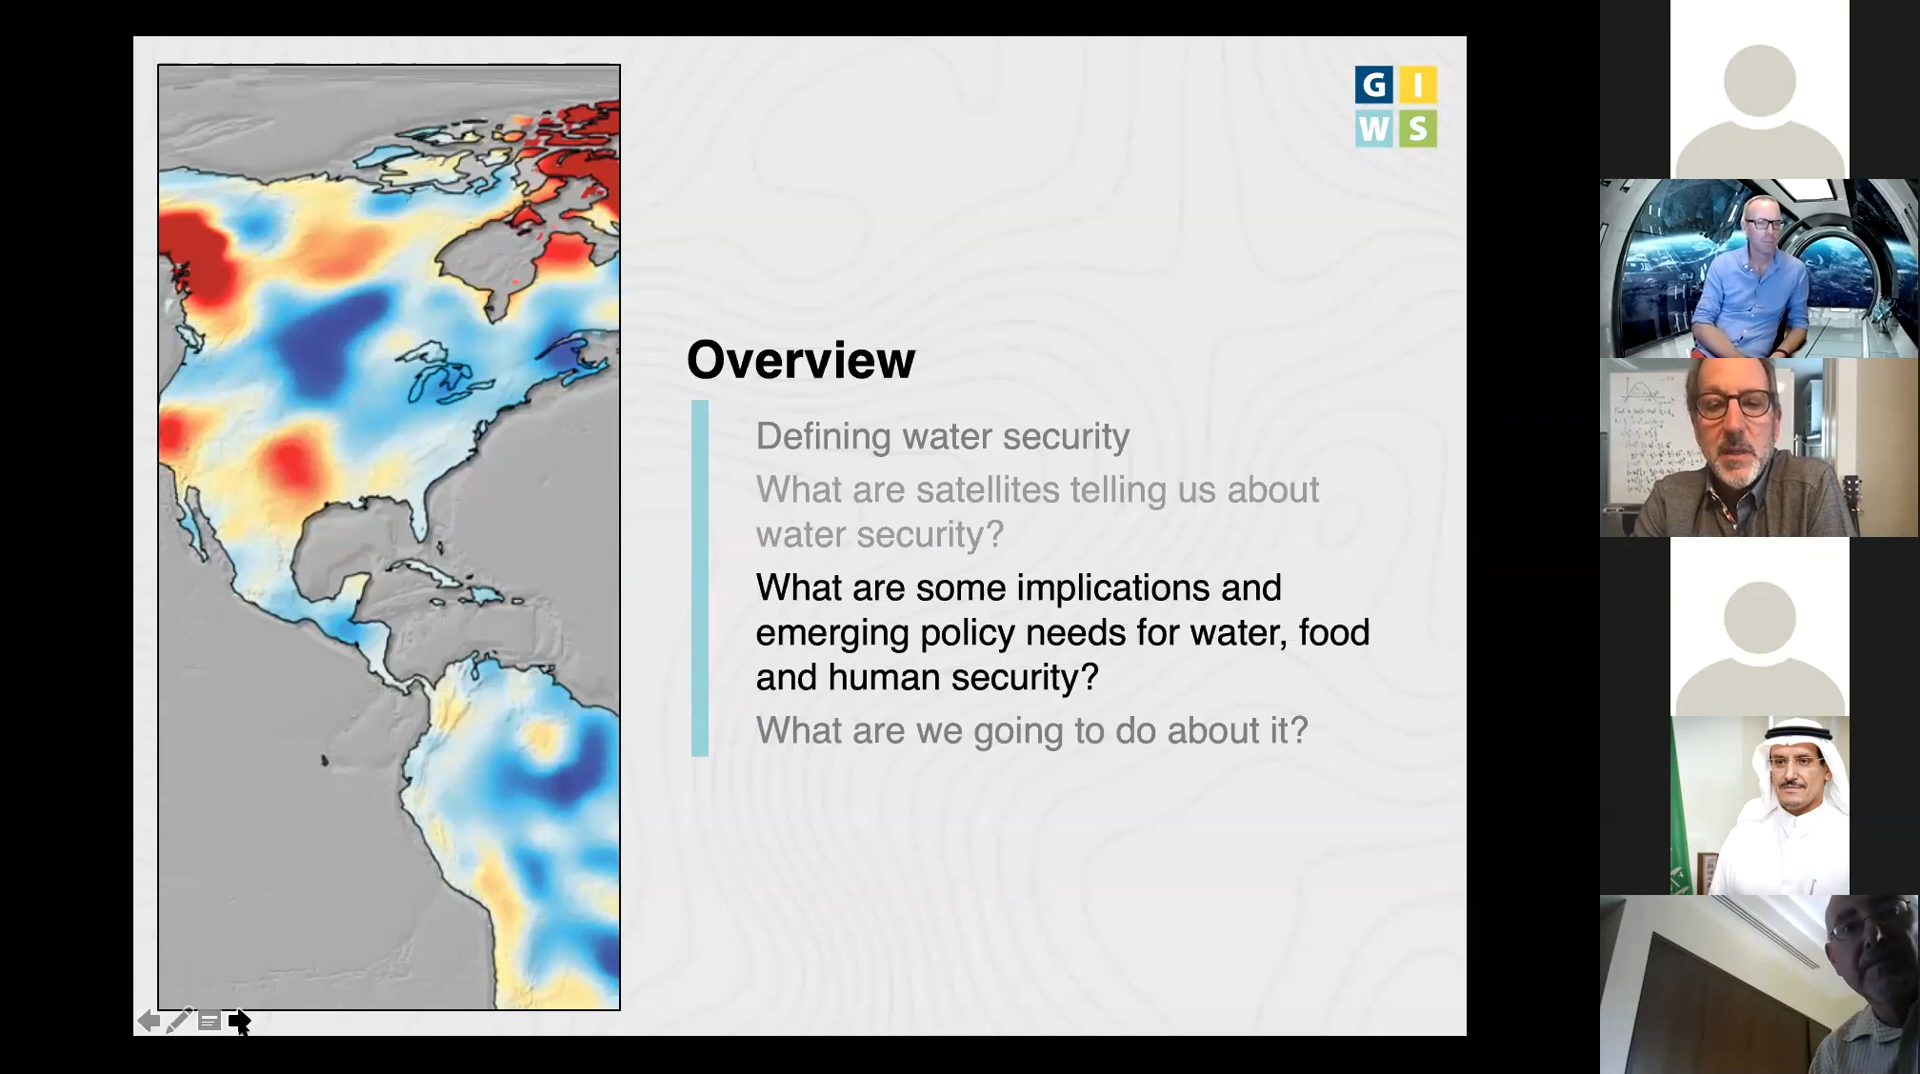 G I
W S
Overview
Defining water security
What are satellites telling us about
water security?
What are some implications and
emerging policy needs for water, food
and human security?
What are we going to do about it?